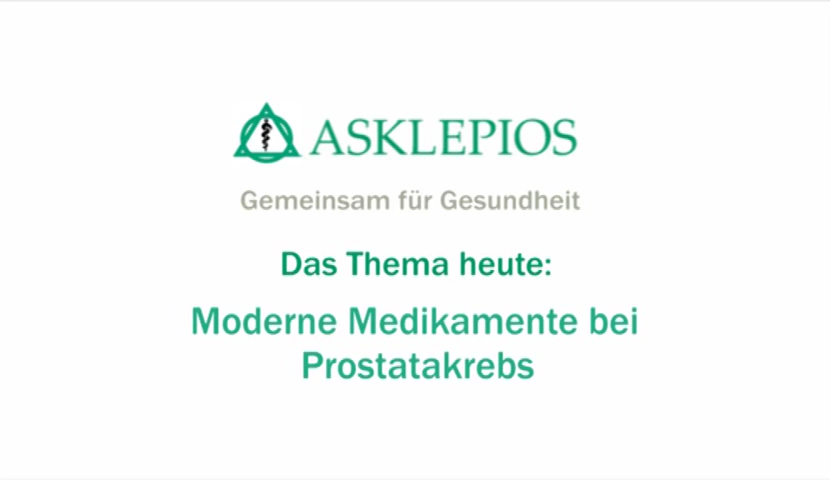 ASKLEPIOS
Gemeinsam für Gesundheit
Das Thema heute:
Moderne Medikamente bei
Prostatakrebs